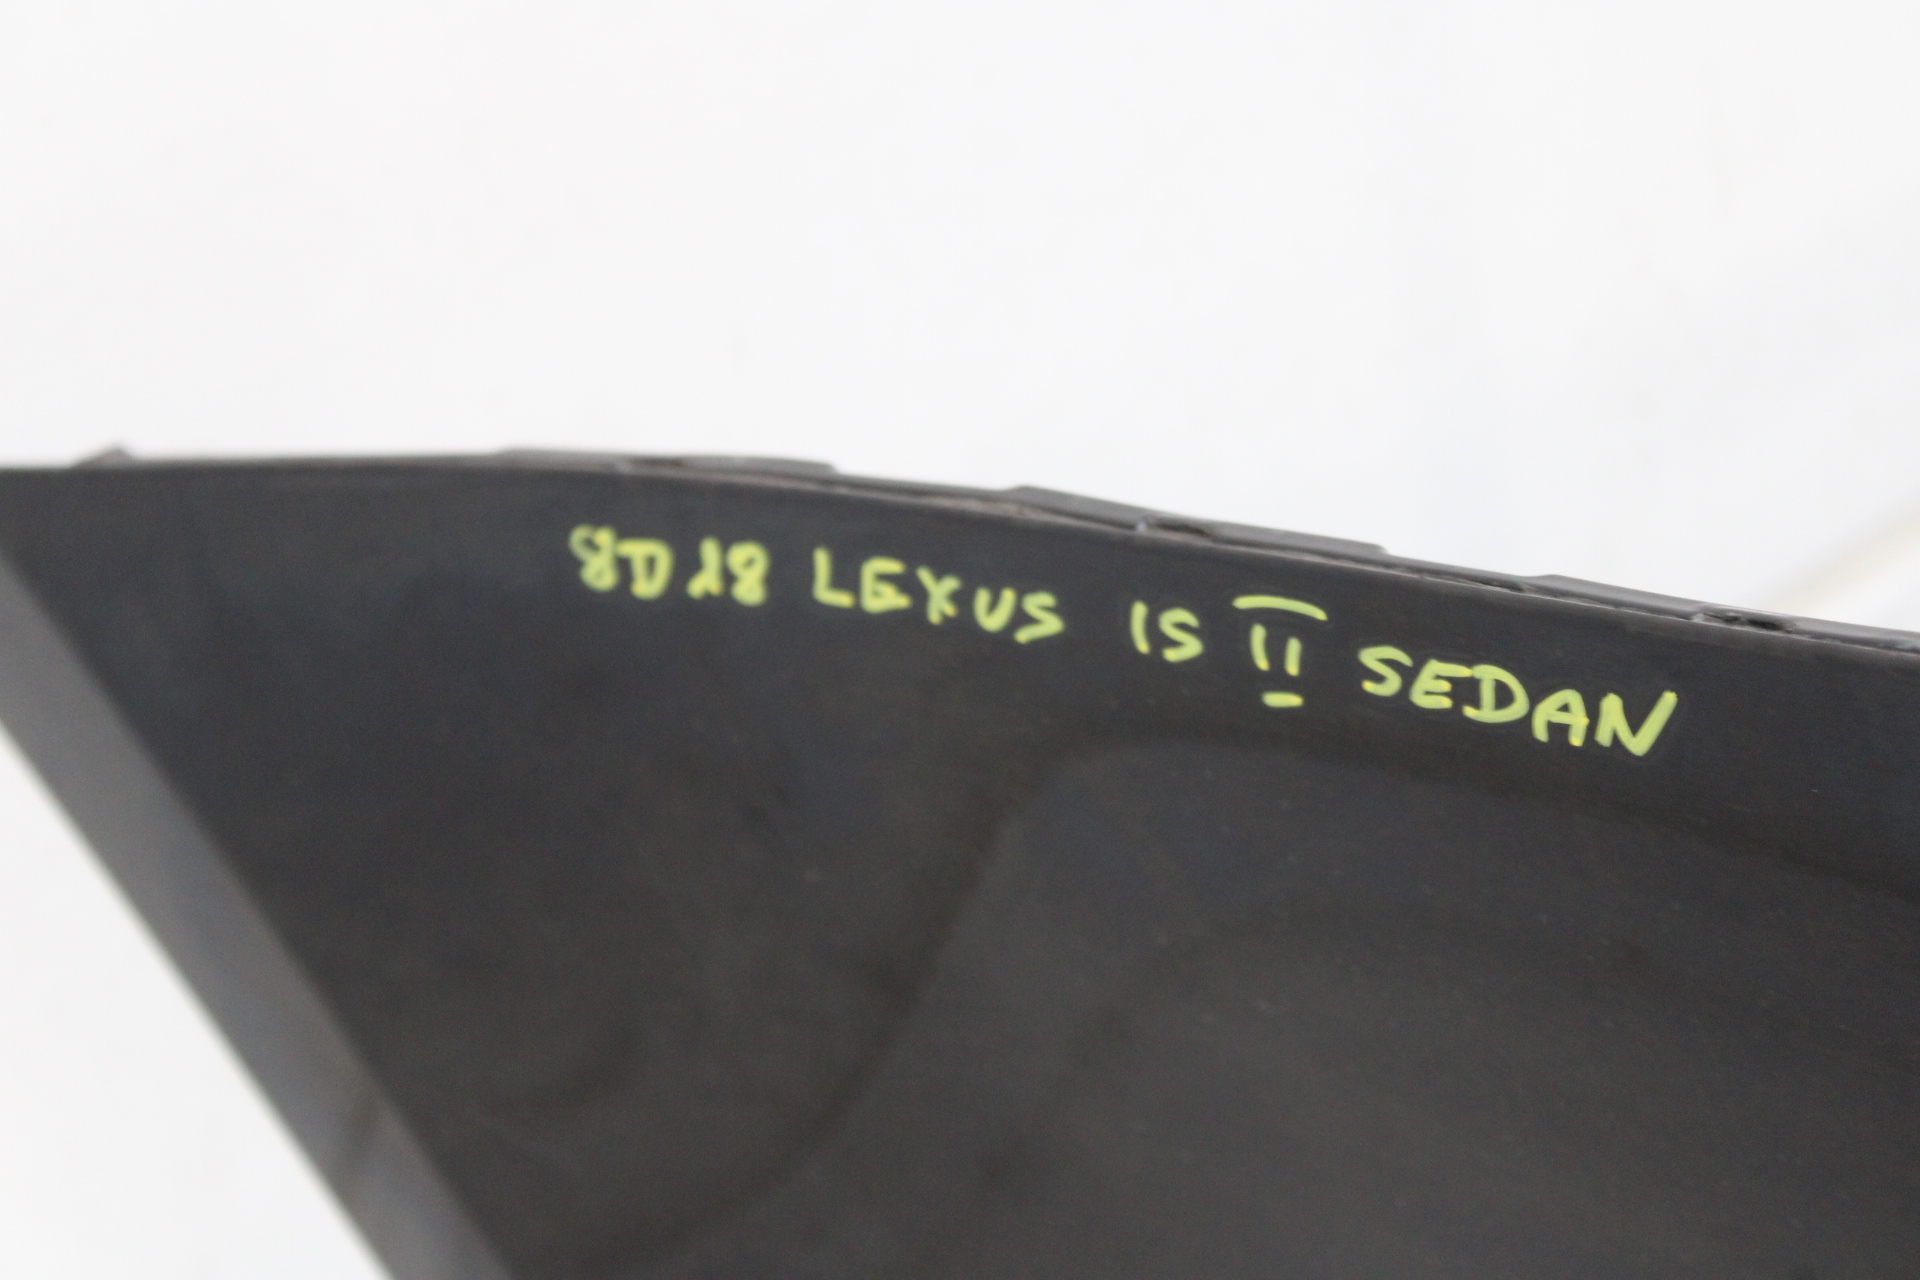 8D18 LEXUS IS II SEDAN